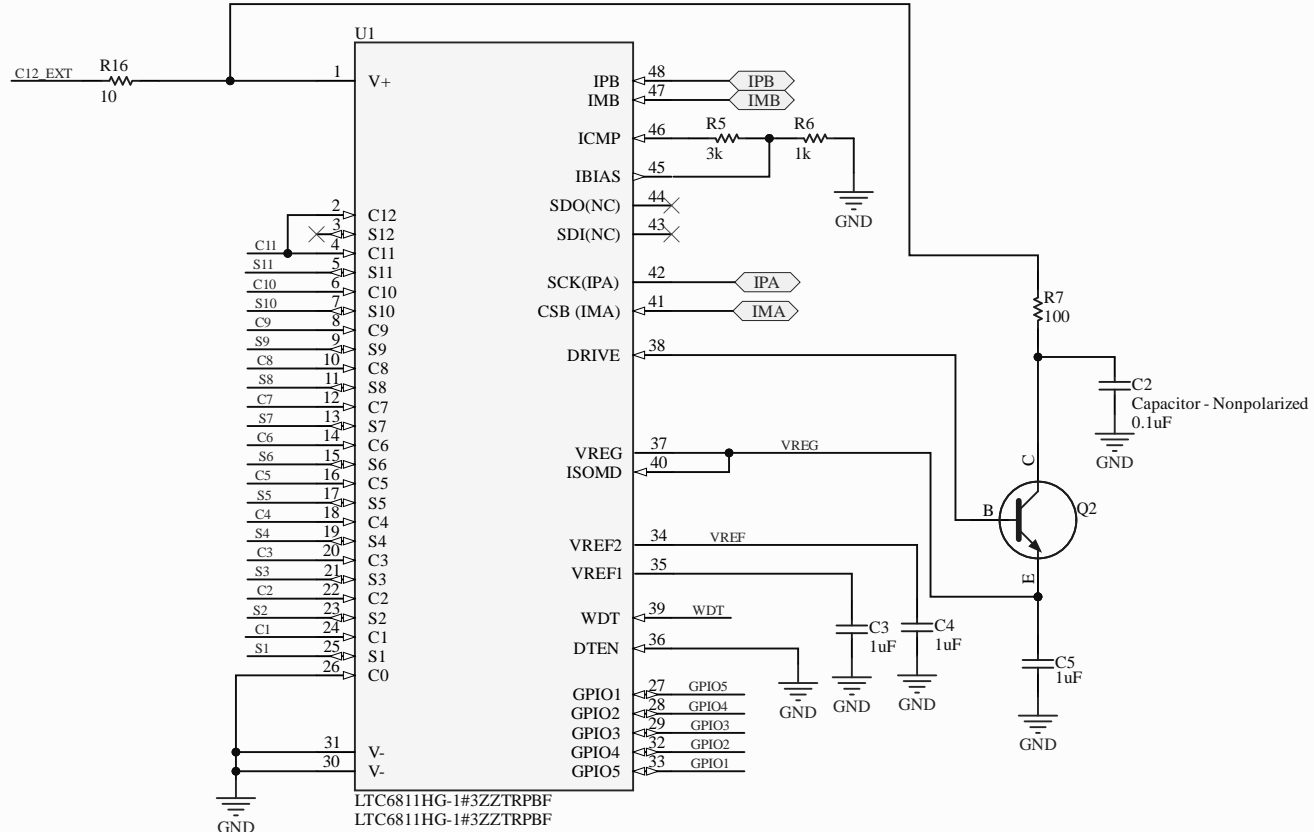 U1
C12_EXT
R16
10
1
V+
IPB
48
IPB
IMB
47
IMB
ICMP
46
R5
3k
R6
1k
IBIAS
45
GND
2
C12
SDO(NC)
44
3
S12
SDI(NC)
43
C11
4
C11
S11
5
S11
C10
6
C10
SCK(IPA)
42
IPA
S10
7
S10
CSB (IMA)
41
IMA
C9
8
C9
S9
9
S9
DRIVE
38
C8
10
C8
S8
11
S8
C7
12
C7
S7
13
S7
C6
14
C6
VREG
37
VREG
S6
15
S6
ISOMD
40
C5
16
C5
S5
17
S5
C4
18
C4
S4
19
S4
VREF2
34
VREF
C3
20
C3
VREF1
35
S3
21
S3
C2
22
C2
S2
23
S2
WDT
39
WDT
C1
24
C1
S1
25
S1
DTEN
36
26
C0
GPIO1
27
GPIO5
GPIO2
28
GPIO4
GPIO3
29
GPIO3
31
V-
GPIO4
32
GPIO2
30
V-
GPIO5
33
GPIO1
GND
LTC6811HG-1#3ZZTRPBF
LTC6811HG-1#3ZZTRPBF
R7
100
C2
Capacitor - Nonpolarized
0.1uF
GND
C
B
Q2
E
C3
1uF
C4
1uF
C5
1uF
GND
GND
GND
GND